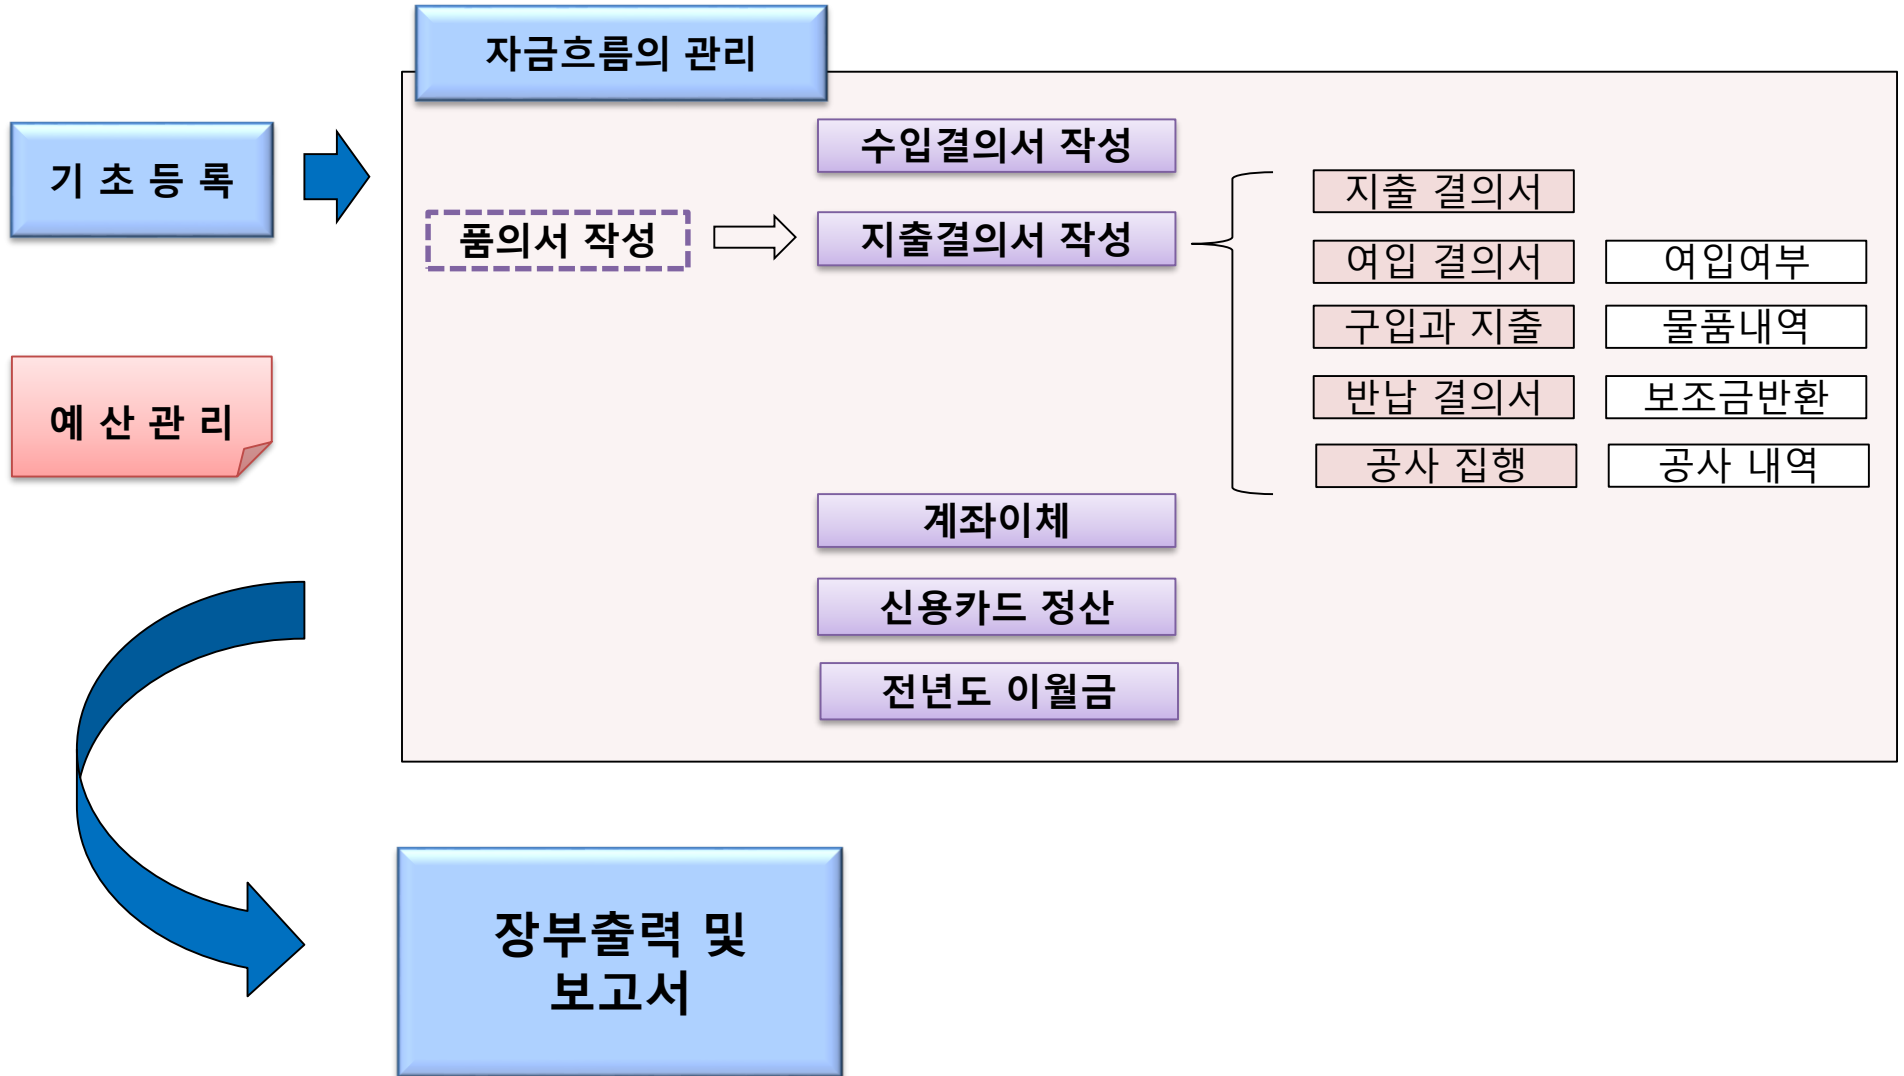 자금흐름의 관리
기 초 등 록
수입결의서 작성
품의서 작성
지출결의서 작성
지출 결의서
여입 결의서
여입여부
구입과 지출
물품내역
반납 결의서
보조금반환
공사 집행
공사 내역
예 산 관 리
계좌이체
신용카드 정산
전년도 이월금
장부출력 및
보고서